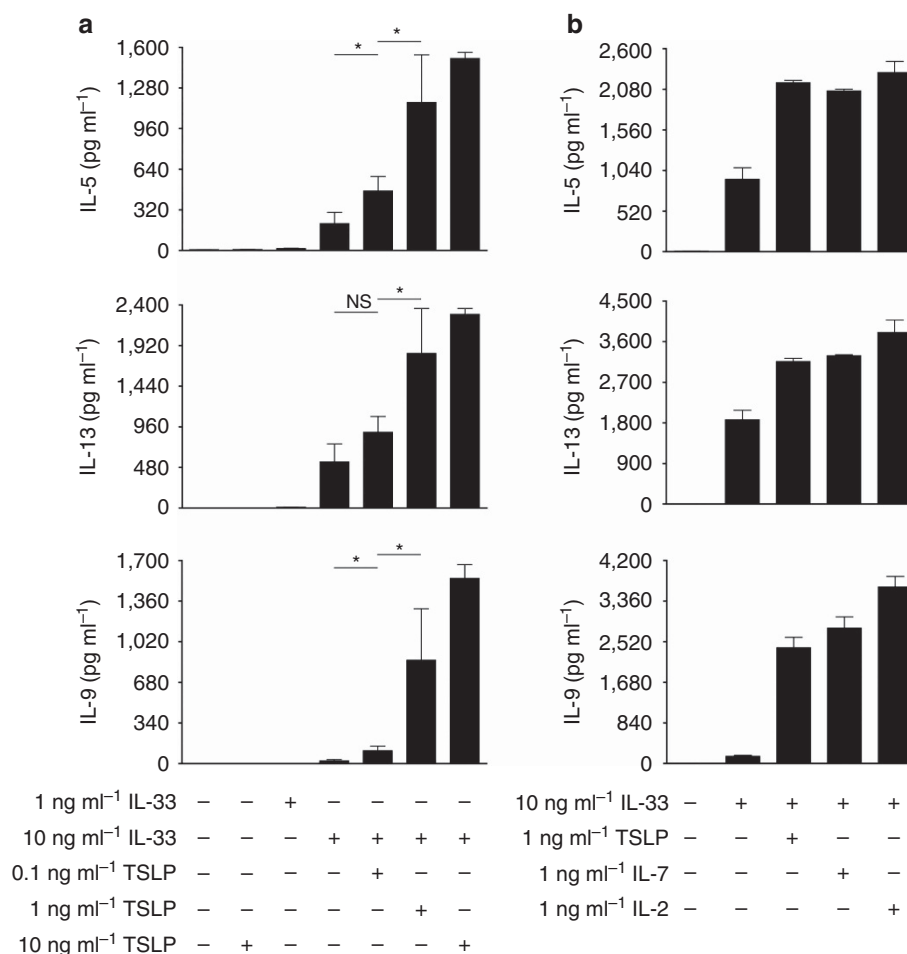 a
b
IL-5 (pg ml⁻¹)
1,600
1,280
960
640
320
0
* *
IL-5 (pg ml⁻¹)
2,600
2,080
1,560
1,040
520
0
IL-13 (pg ml⁻¹)
2,400
1,920
1,440
960
480
0
NS *
IL-13 (pg ml⁻¹)
4,500
3,600
2,700
1,800
900
0
IL-9 (pg ml⁻¹)
1,700
1,360
1,020
680
340
0
* *
IL-9 (pg ml⁻¹)
4,200
3,360
2,520
1,680
840
0
1 ng ml⁻¹ IL-33 – – + – – – –
10 ng ml⁻¹ IL-33 – – – + + + +
0.1 ng ml⁻¹ TSLP – – – – + – –
1 ng ml⁻¹ TSLP – – – – – + –
10 ng ml⁻¹ TSLP – + – – – – +
10 ng ml⁻¹ IL-33 – + + + +
1 ng ml⁻¹ TSLP – – + – –
1 ng ml⁻¹ IL-7 – – – + –
1 ng ml⁻¹ IL-2 – – – – +